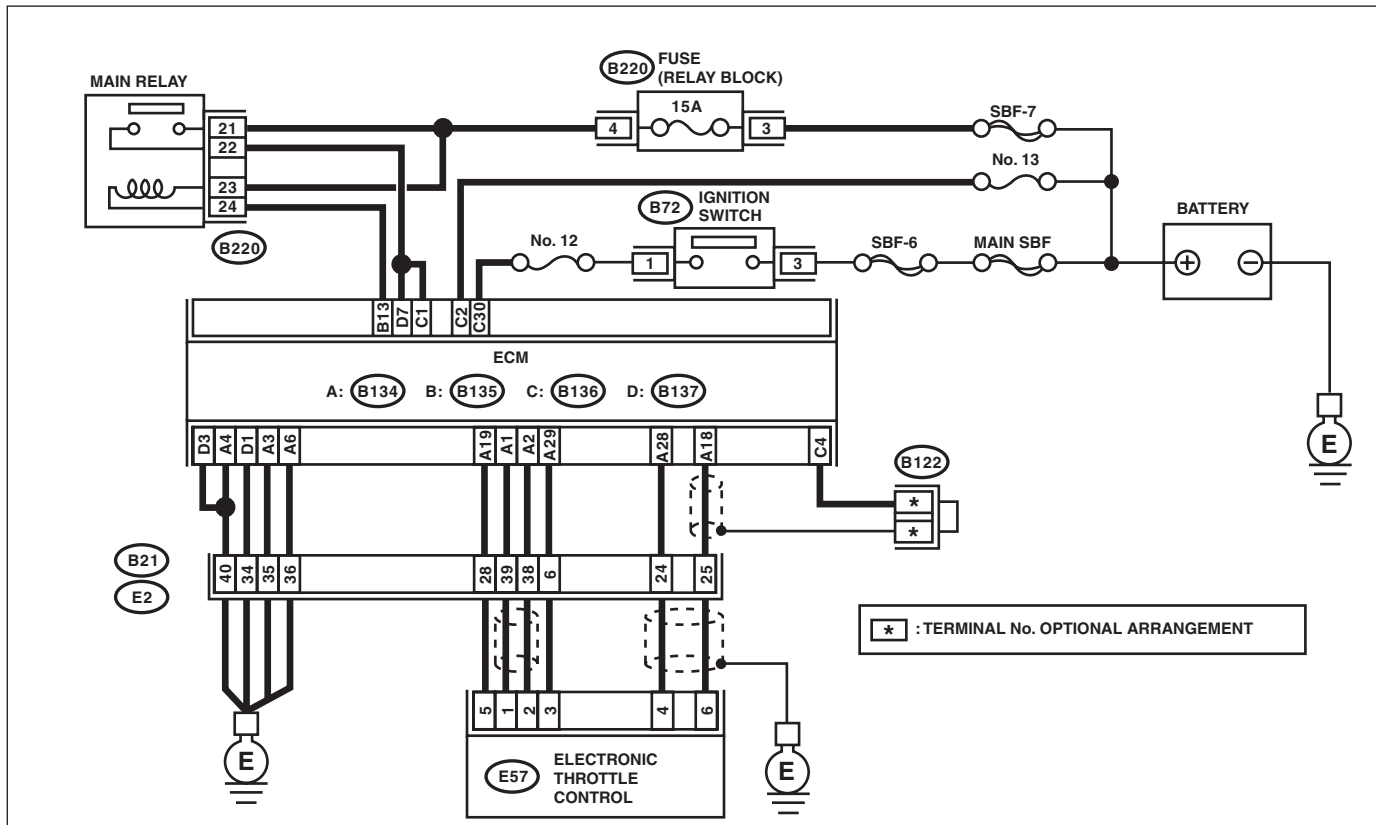 MAIN RELAY
B220
FUSE
(RELAY BLOCK)
15A
4
3
SBF-7
21
22
23
24
No. 13
B72
IGNITION
SWITCH
BATTERY
B220
No. 12
1
3
SBF-6
MAIN SBF
+
−
B13
D7
C1
C2
C30
ECM
A: B134 B: B135 C: B136 D: B137
D3
A4
D1
A3
A6
A19
A1
A2
A29
A28
A18
C4
B122
*
*
E
B21
E2
40
34
35
36
28
39
38
6
24
25
* : TERMINAL No. OPTIONAL ARRANGEMENT
5
1
2
3
4
6
E
E57
ELECTRONIC
THROTTLE
CONTROL
E